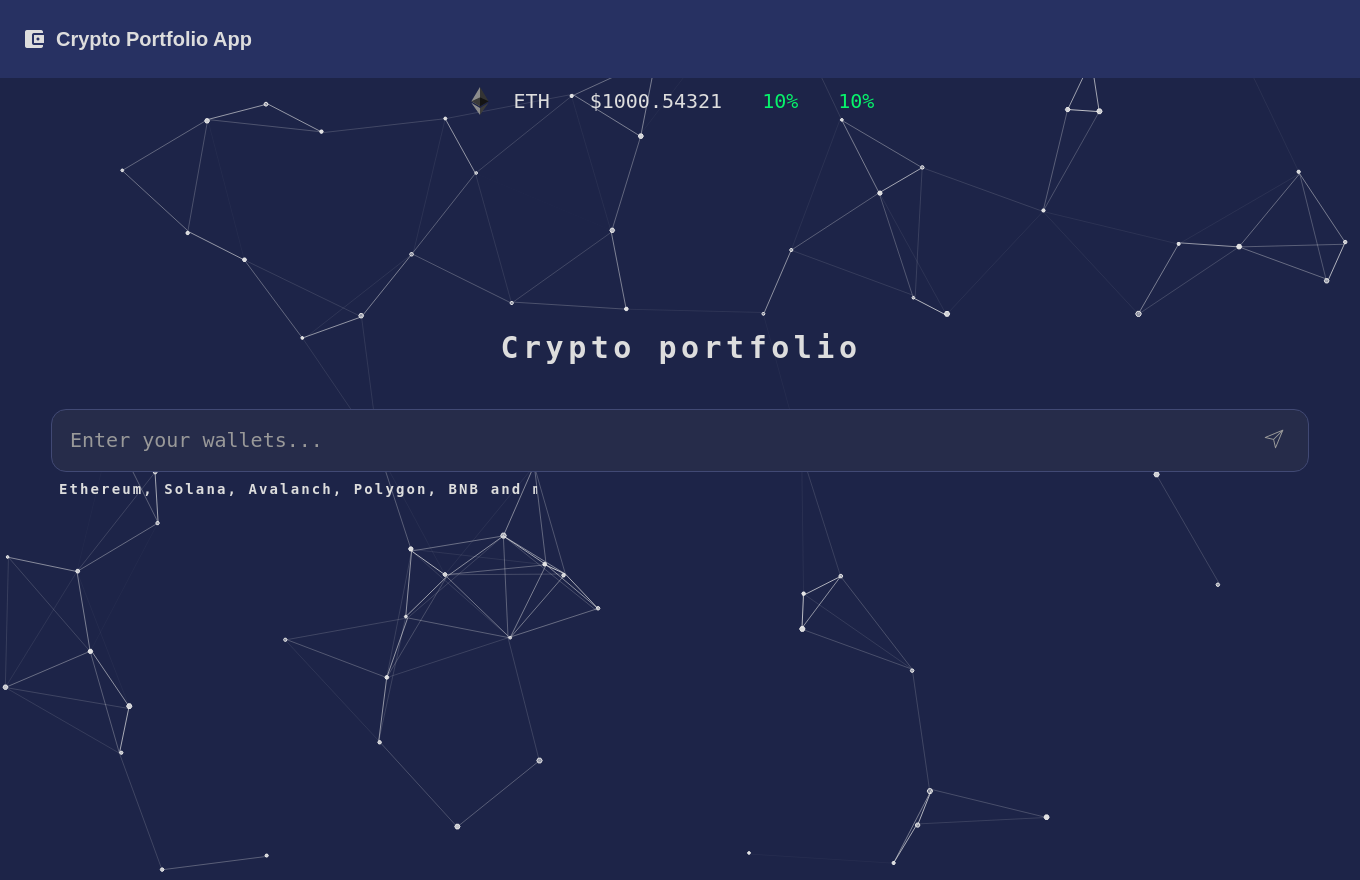 Crypto Portfolio App
ETH $1000.54321 10% 10%
Crypto portfolio
Enter your wallets...
Ethereum, Solana, Avalanch, Polygon, BNB and